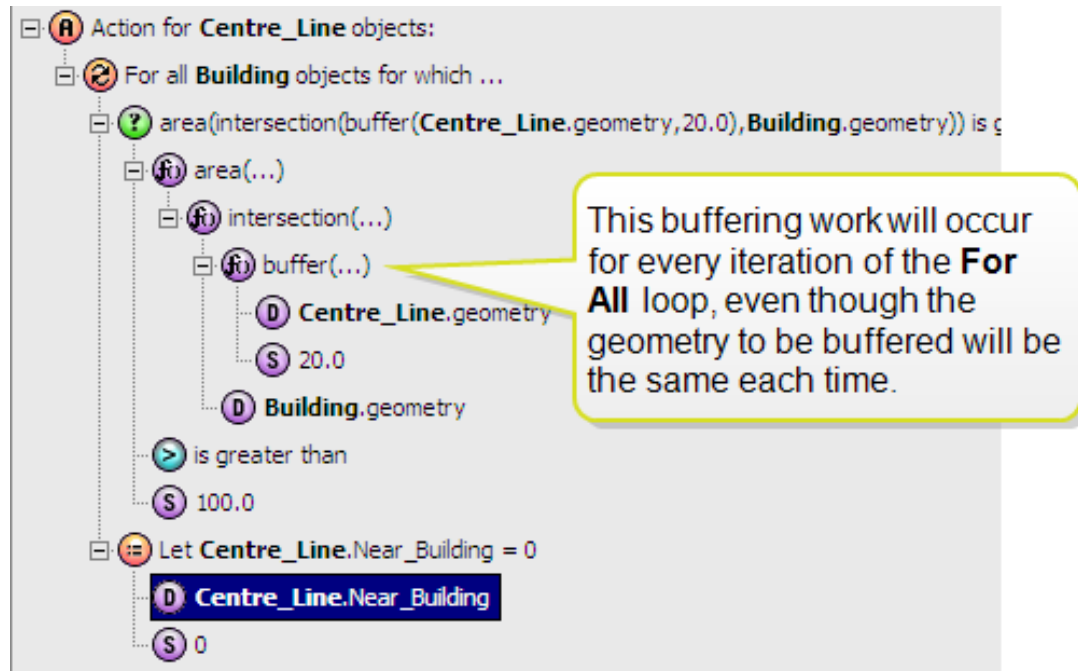 A Action for Centre_Line objects:
For all Building objects for which ...
? area(intersection(buffer(Centre_Line.geometry,20.0),Building.geometry)) is g
f() area(...)
f() intersection(...)
f() buffer(...)
D Centre_Line.geometry
S 20.0
D Building.geometry
> is greater than
S 100.0
:= Let Centre_Line.Near_Building = 0
D Centre_Line.Near_Building
S 0
This buffering work will occur
for every iteration of the For
All loop, even though the
geometry to be buffered will be
the same each time.